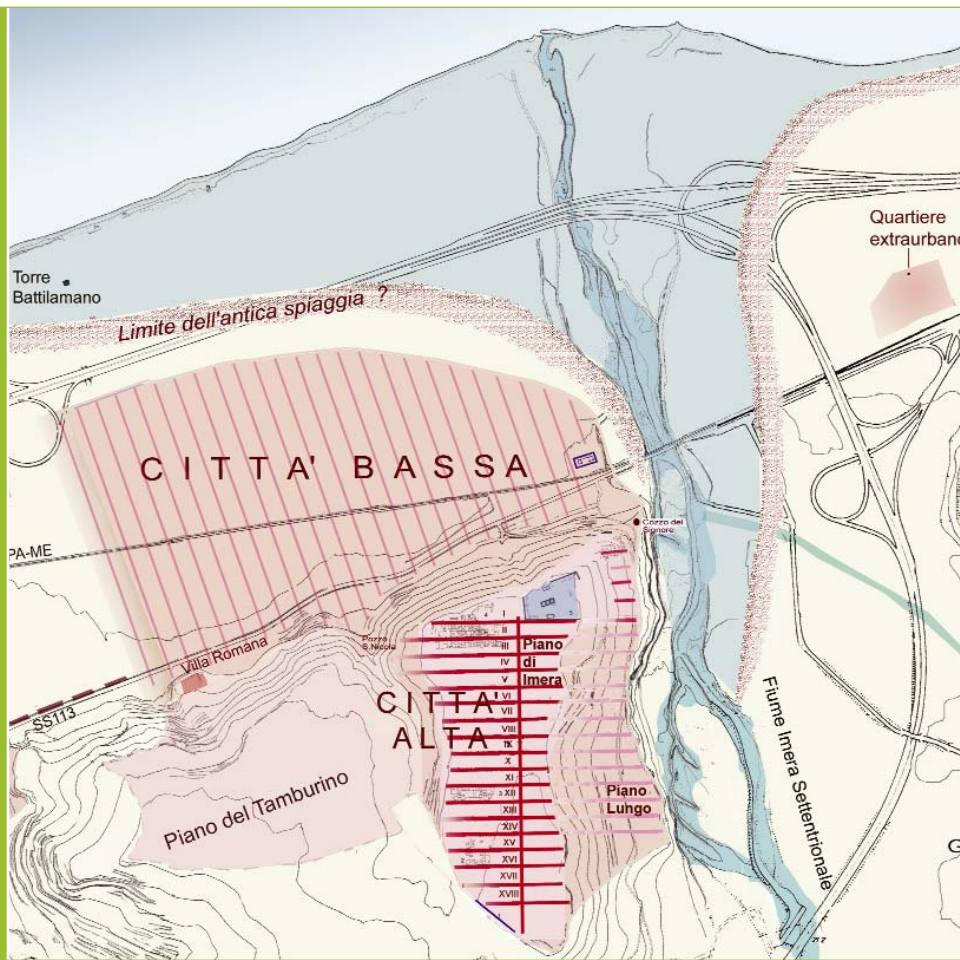 Quartiere
extraurbano
Torre
Battilamano
Limite dell'antica spiaggia ?
CITTA' BASSA
Cozzo del
Signore
PA-ME
Pozzo
S.Nicola
Villa Romana
SS113
Piano
di
Imera
CITTA'
ALTA
I
II
III
IV
V
VI
VII
VIII
IX
X
XI
XII
XIII
XIV
XV
XVI
XVII
XVIII
Piano del Tamburino
Piano
Lungo
Fiume Imera Settentrionale